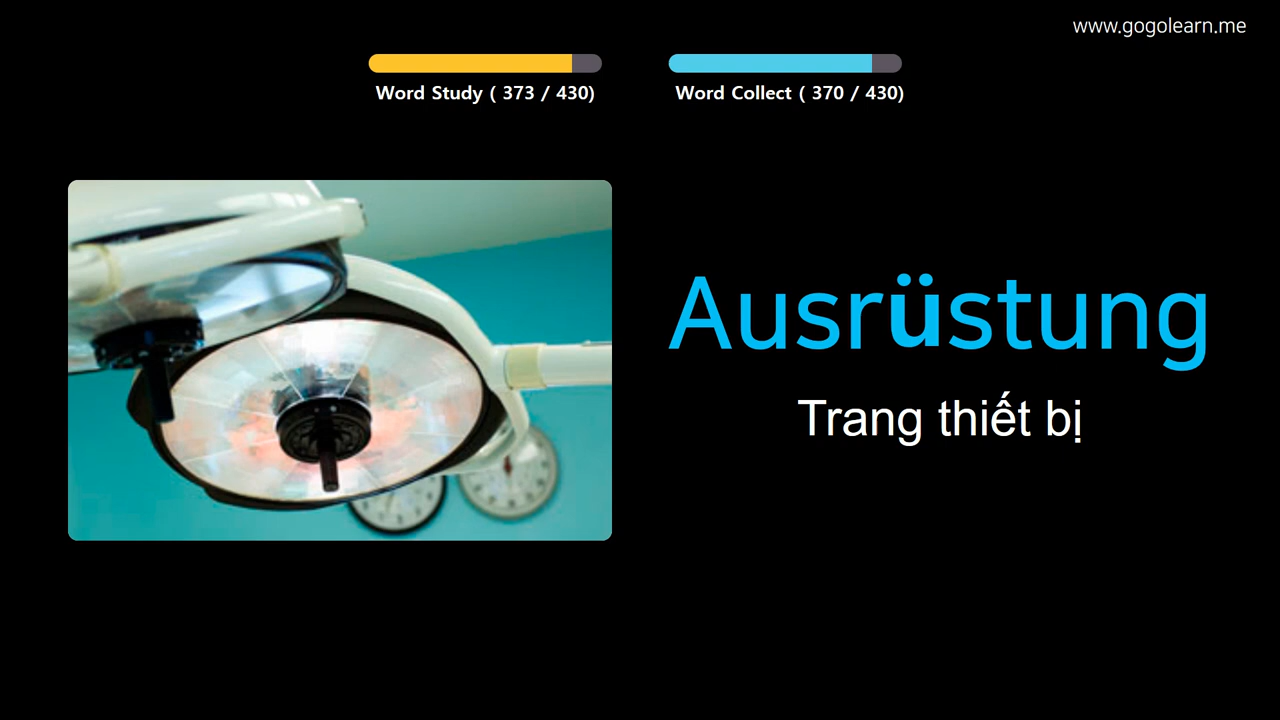 www.gogolearn.me
Word Study ( 373 / 430)
Word Collect ( 370 / 430)
Ausrüstung
Trang thiết bị